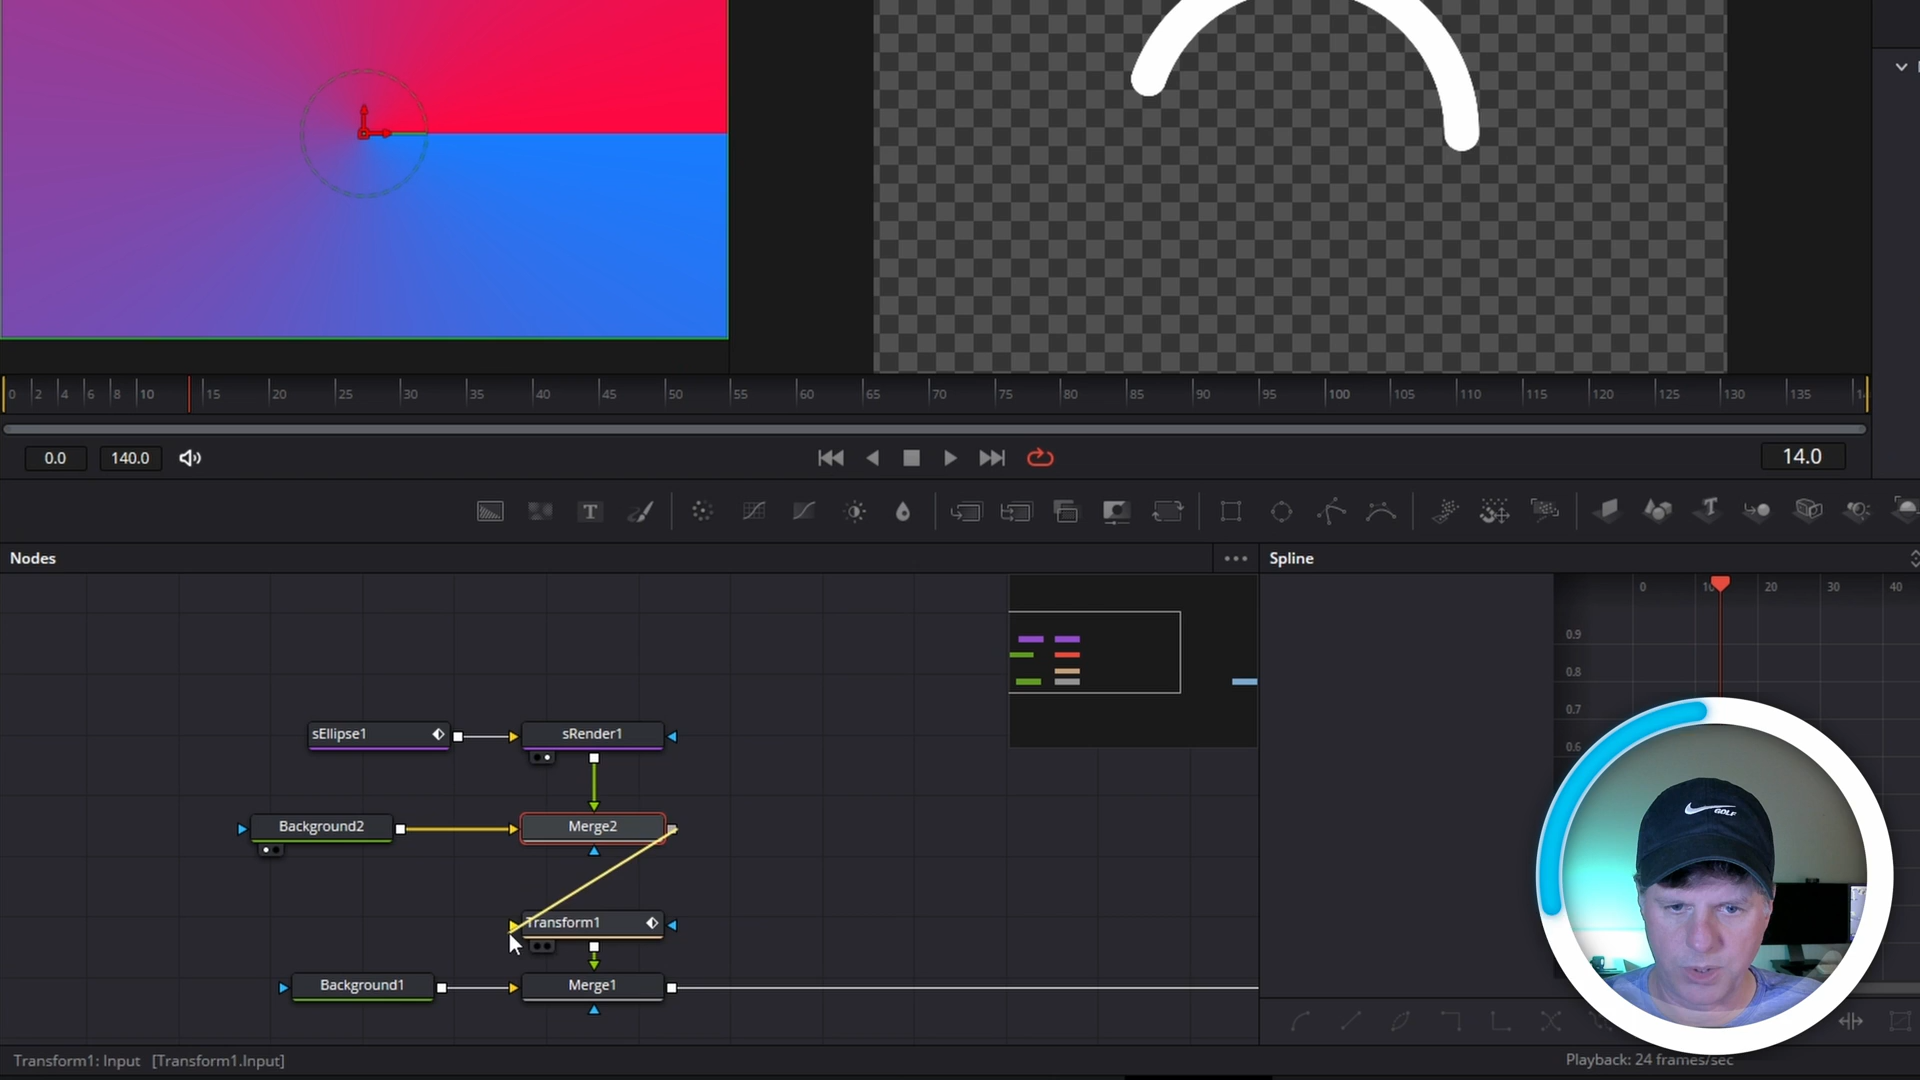 0 2 4 6 8 10 15 20 25 30 35 40 45 50 55 60 65 70 75 80 85 90 95 100 105 110 115 120 125 130 135
0.0 140.0 14.0
T T
Nodes Spline
0 10 20 30 40
0.9
0.8
0.7
0.6
sEllipse1 sRender1
Background2 Merge2
Transform1
Background1 Merge1
GOLF
Transform1: Input [Transform1.Input] Playback: 24 frames/sec